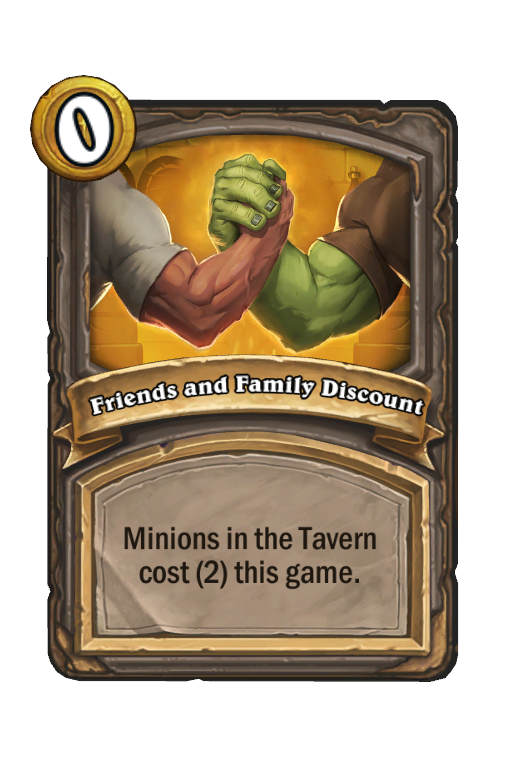 0
Friends and Family Discount
Minions in the Tavern
cost (2) this game.